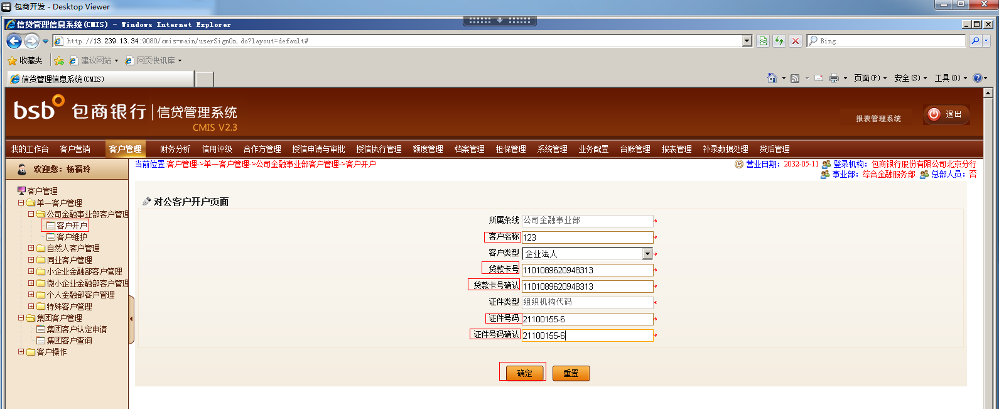 包商开发 - Desktop Viewer
信贷管理信息系统(CMIS) - Windows Internet Explorer
http://13.239.13.34:9080/cmis-main/userSignOn.do?layout=default#
Bing
收藏夹 建议网站 网页快讯库
信贷管理信息系统(CMIS)
页面(P) 安全(S) 工具(O)
bsb 包商银行 信贷管理系统
CMIS V2.3
报表管理系统 退出
我的工作台 客户营销 客户管理 财务分析 信用评级 合作方管理 授信申请与审批 授信执行管理 额度管理 档案管理 担保管理 系统管理 业务配置 台账管理 报表管理 补录数据处理 贷后管理
欢迎您：杨福玲
当前位置:客户管理->单一客户管理->公司金融事业部客户管理->客户开户
营业日期：2032-05-11 登录机构：包商银行股份有限公司北京分行
事业部：综合金融服务部 总部人员：否
客户管理
单一客户管理
公司金融事业部客户管理
客户开户
客户维护
自然人客户管理
同业客户管理
小企业金融部客户管理
微小企业金融部客户管理
个人金融部客户管理
特殊客户管理
集团客户管理
集团客户认定申请
集团客户查询
客户操作
对公客户开户页面
所属条线 公司金融事业部 *
客户名称 123 *
客户类型 企业法人 *
贷款卡号 1101089620948313 *
贷款卡号确认 1101089620948313 *
证件类型 组织机构代码 *
证件号码 21100155-6 *
证件号码确认 21100155-6 *
确定 重置